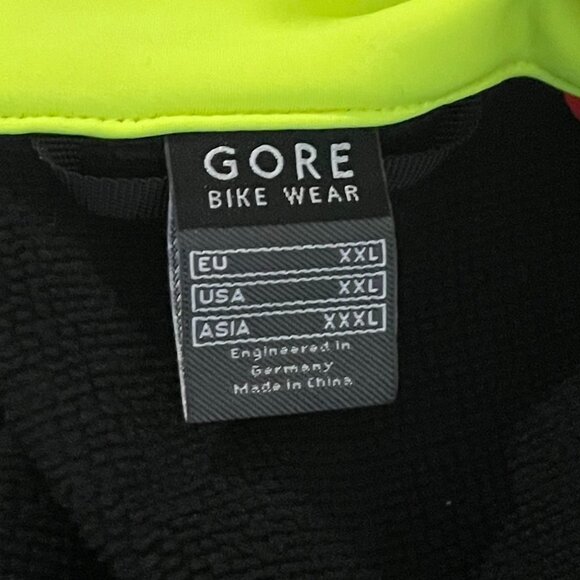 GORE
BIKE WEAR
EU XXL
USA XXL
ASIA XXXL
Engineered in
Germany
Made in China